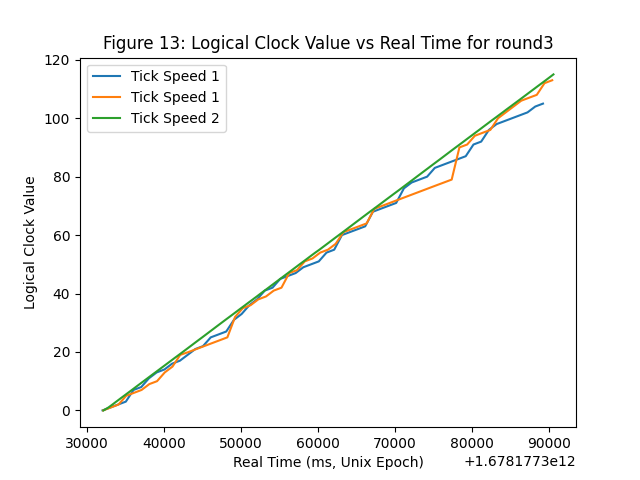 Figure 13: Logical Clock Value vs Real Time for round3
Tick Speed 1
Tick Speed 1
Tick Speed 2
120
100
80
60
40
20
0
Logical Clock Value
30000 40000 50000 60000 70000 80000 90000
Real Time (ms, Unix Epoch)
+1.6781773e12